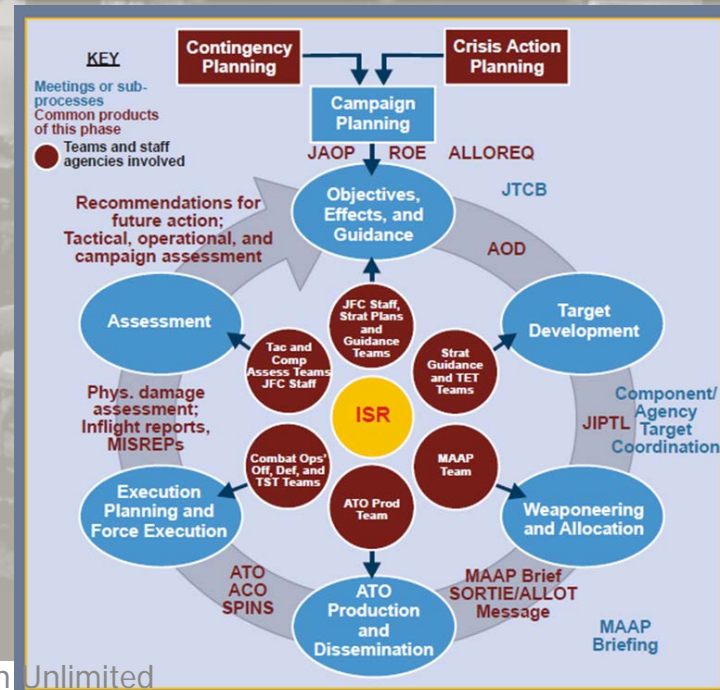 KEY
Meetings or sub-
processes
Common products
of this phase
Teams and staff
agencies involved
Contingency
Planning
Crisis Action
Planning
Campaign
Planning
JAOP ROE ALLOREQ
JTCB
Objectives,
Effects, and
Guidance
AOD
Recommendations for
future action;
Tactical, operational, and
campaign assessment
Assessment
Target
Development
JFC Staff,
Strat Plans
and
Guidance
Teams
Tac and
Comp
Assess Teams
JFC Staff
Strat
Guidance
and TET
Teams
ISR
Phys. damage
assessment;
Inflight reports,
MISREPs
Component/
Agency
JIPTL Target
Coordination
Combat Ops'
Off, Def, and
TST Teams
MAAP
Team
ATO Prod
Team
Execution
Planning and
Force Execution
Weaponeering
and Allocation
ATO
ACO
SPINS
ATO
Production
and
Dissemination
MAAP Brief
SORTIE/ALLOT
Message
MAAP
Briefing
Unlimited